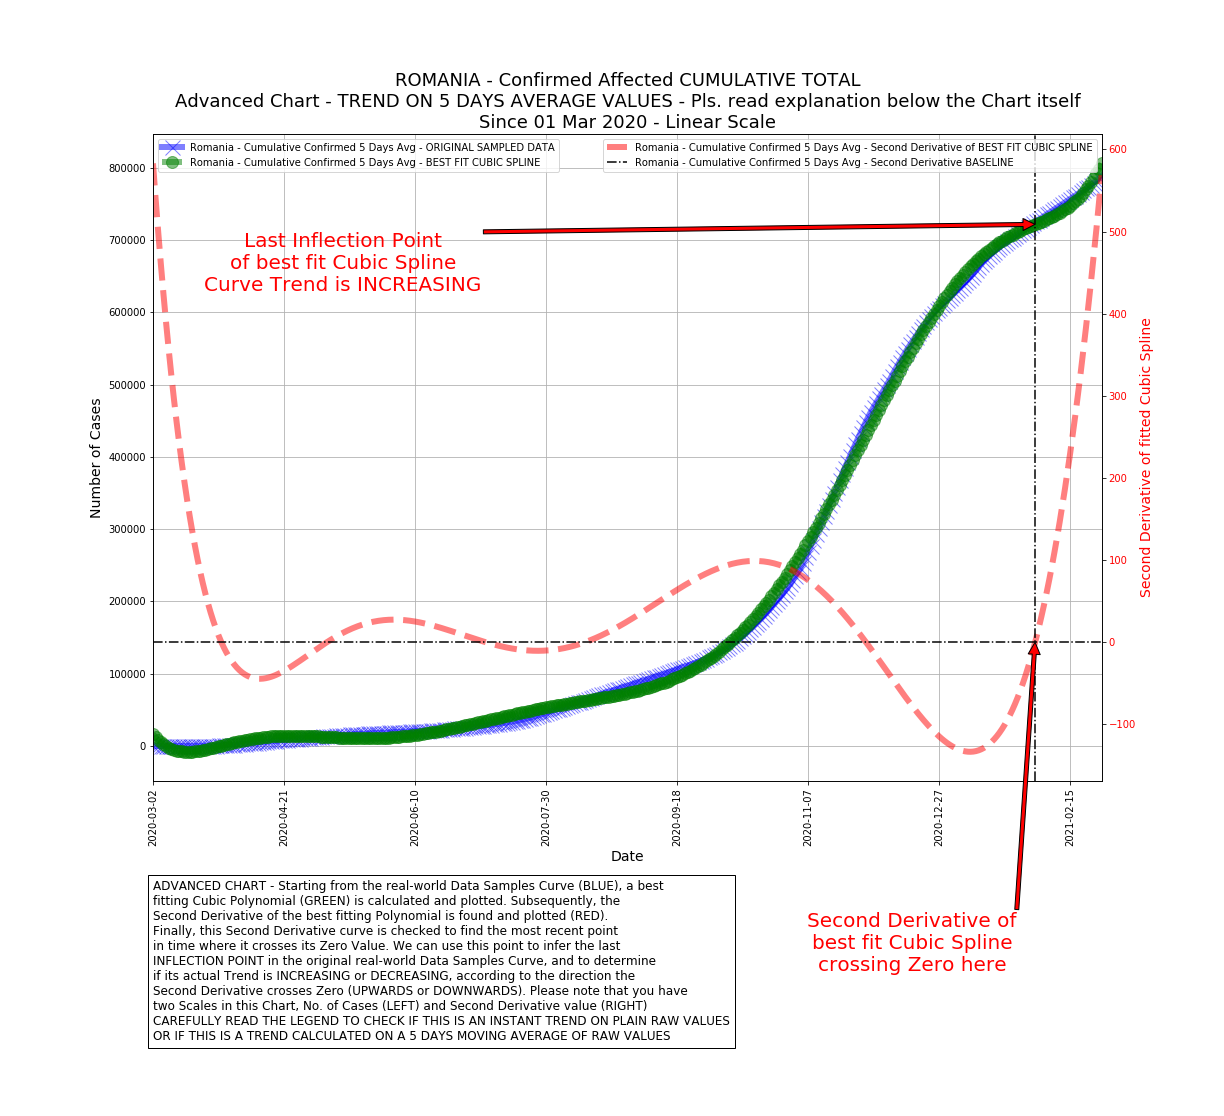 ROMANIA - Confirmed Affected CUMULATIVE TOTAL
Advanced Chart - TREND ON 5 DAYS AVERAGE VALUES - Pls. read explanation below the Chart itself
Since 01 Mar 2020 - Linear Scale
Romania - Cumulative Confirmed 5 Days Avg - ORIGINAL SAMPLED DATA
Romania - Cumulative Confirmed 5 Days Avg - BEST FIT CUBIC SPLINE
Romania - Cumulative Confirmed 5 Days Avg - Second Derivative of BEST FIT CUBIC SPLINE
Romania - Cumulative Confirmed 5 Days Avg - Second Derivative BASELINE
Last Inflection Point
of best fit Cubic Spline
Curve Trend is INCREASING
Number of Cases
800000
700000
600000
500000
400000
300000
200000
100000
0
600
500
400
300
200
100
0
−100
Second Derivative of fitted Cubic Spline
2020-03-02
2020-04-21
2020-06-10
2020-07-30
2020-09-18
2020-11-07
2020-12-27
2021-02-15
Date
Second Derivative of
best fit Cubic Spline
crossing Zero here
ADVANCED CHART - Starting from the real-world Data Samples Curve (BLUE), a best
fitting Cubic Polynomial (GREEN) is calculated and plotted. Subsequently, the
Second Derivative of the best fitting Polynomial is found and plotted (RED).
Finally, this Second Derivative curve is checked to find the most recent point
in time where it crosses its Zero Value. We can use this point to infer the last
INFLECTION POINT in the original real-world Data Samples Curve, and to determine
if its actual Trend is INCREASING or DECREASING, according to the direction the
Second Derivative crosses Zero (UPWARDS or DOWNWARDS). Please note that you have
two Scales in this Chart, No. of Cases (LEFT) and Second Derivative value (RIGHT)
CAREFULLY READ THE LEGEND TO CHECK IF THIS IS AN INSTANT TREND ON PLAIN RAW VALUES
OR IF THIS IS A TREND CALCULATED ON A 5 DAYS MOVING AVERAGE OF RAW VALUES